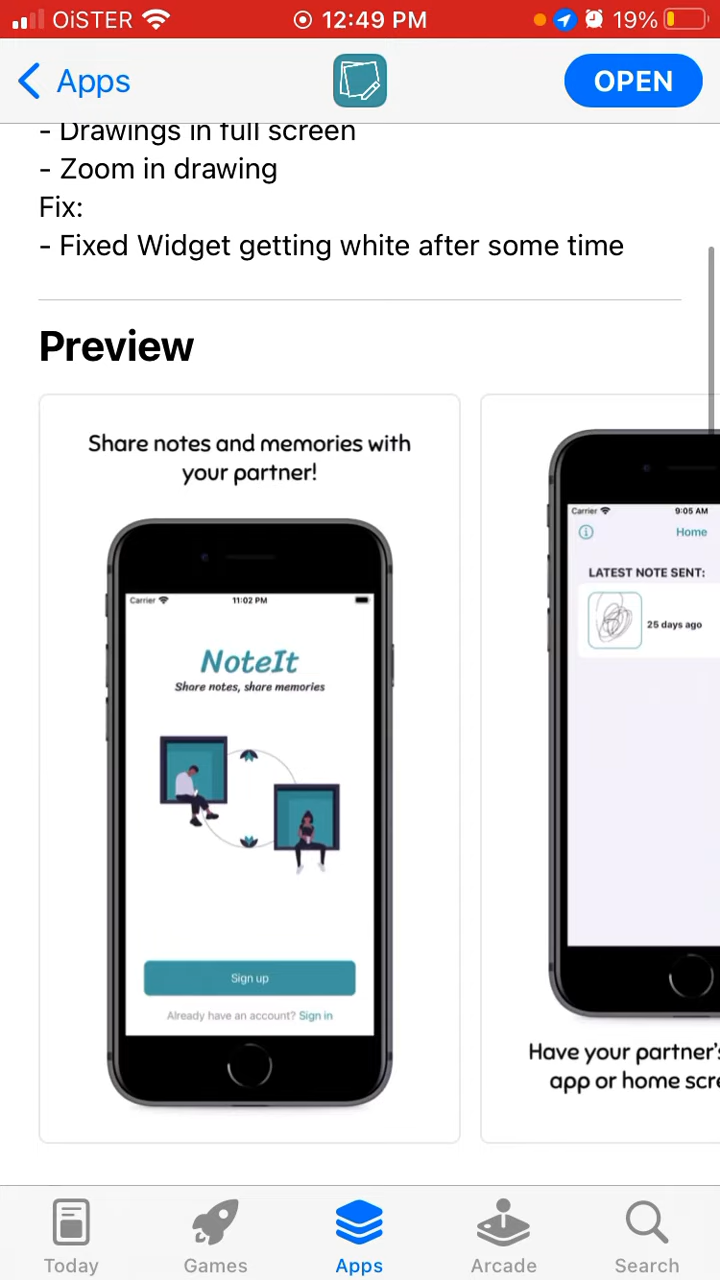 OiSTER 12:49 PM 19%
Apps OPEN
- Drawings in full screen
- Zoom in drawing
Fix:
- Fixed Widget getting white after some time
Preview
Share notes and memories with
your partner!
Carrier 11:02 PM
NoteIt
Share notes, share memories
Sign up
Already have an account? Sign in
Carrier 9:05 AM
Home
LATEST NOTE SENT:
25 days ago
Have your partner's
app or home scre
Today Games Apps Arcade Search